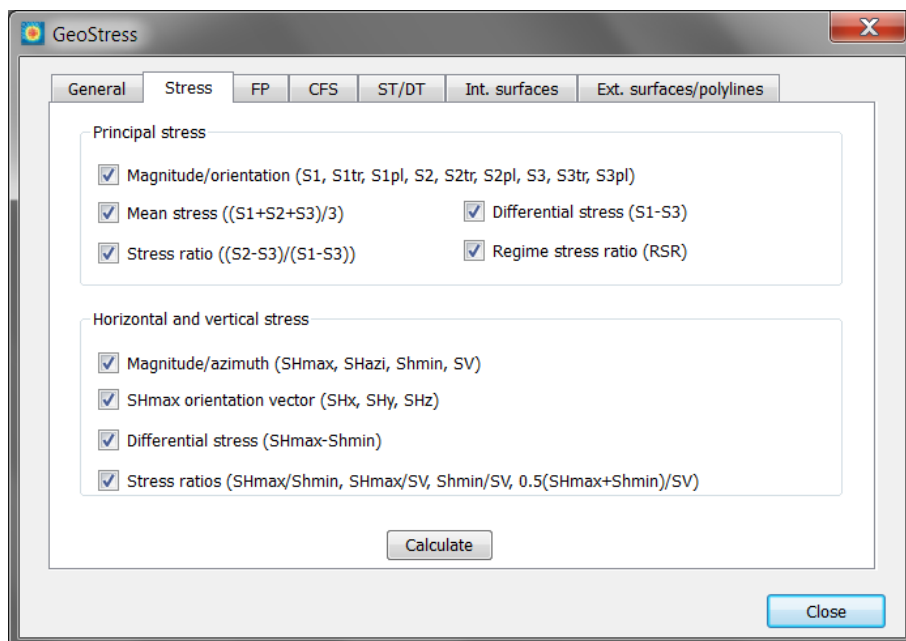 GeoStress
X
General Stress FP CFS ST/DT Int. surfaces Ext. surfaces/polylines
Principal stress
Magnitude/orientation (S1, S1tr, S1pl, S2, S2tr, S2pl, S3, S3tr, S3pl)
Mean stress ((S1+S2+S3)/3) Differential stress (S1-S3)
Stress ratio ((S2-S3)/(S1-S3)) Regime stress ratio (RSR)
Horizontal and vertical stress
Magnitude/azimuth (SHmax, SHazi, Shmin, SV)
SHmax orientation vector (SHx, SHy, SHz)
Differential stress (SHmax-Shmin)
Stress ratios (SHmax/Shmin, SHmax/SV, Shmin/SV, 0.5(SHmax+Shmin)/SV)
Calculate
Close